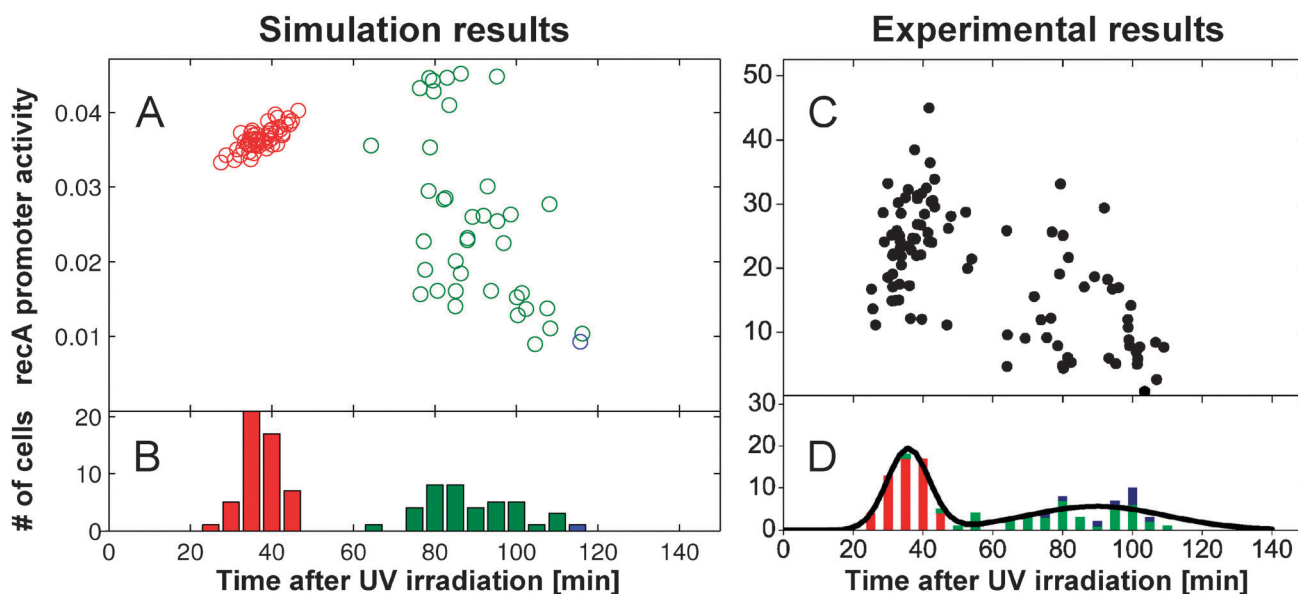 Simulation results
Experimental results
# of cells recA promoter activity
A
0.04
0.03
0.02
0.01
B
20
10
0
0 20 40 60 80 100 120 140
Time after UV irradiation [min]
C
50
40
30
20
10
D
30
20
10
0
0 20 40 60 80 100 120 140
Time after UV irradiation [min]